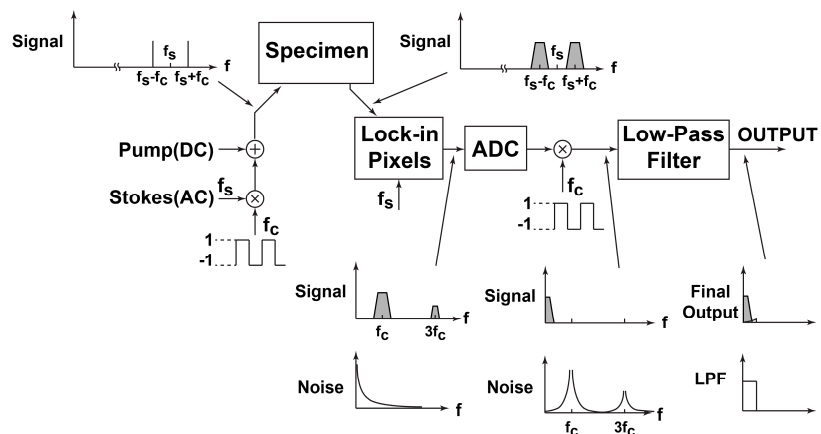 Signal
fs
fs-fc fs+fc
f
Specimen
Signal
fs
fs-fc fs+fc
f
Pump(DC)
+
Stokes(AC)
fs
×
fc
1
-1
Lock-in
Pixels
fs
ADC
×
fc
1
-1
Low-Pass
Filter
OUTPUT
Signal
fc
3fc
f
Signal
f
Final
Output
Noise
f
Noise
fc
3fc
f
LPF